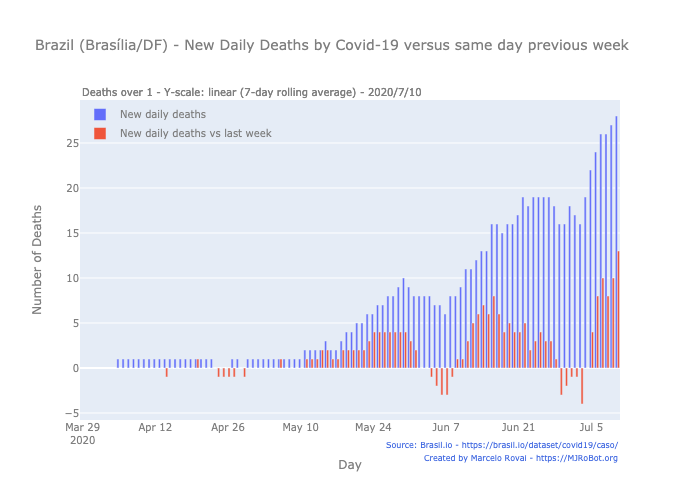 Brazil (Brasília/DF) - New Daily Deaths by Covid-19 versus same day previous week
Deaths over 1 - Y-scale: linear (7-day rolling average) - 2020/7/10
New daily deaths
New daily deaths vs last week
Number of Deaths
25
20
15
10
5
0
−5
Mar 29 Apr 12 Apr 26 May 10 May 24 Jun 7 Jun 21 Jul 5
2020
Source: Brasil.io - https://brasil.io/dataset/covid19/caso/
Created by Marcelo Rovai - https://MJRoBot.org
Day